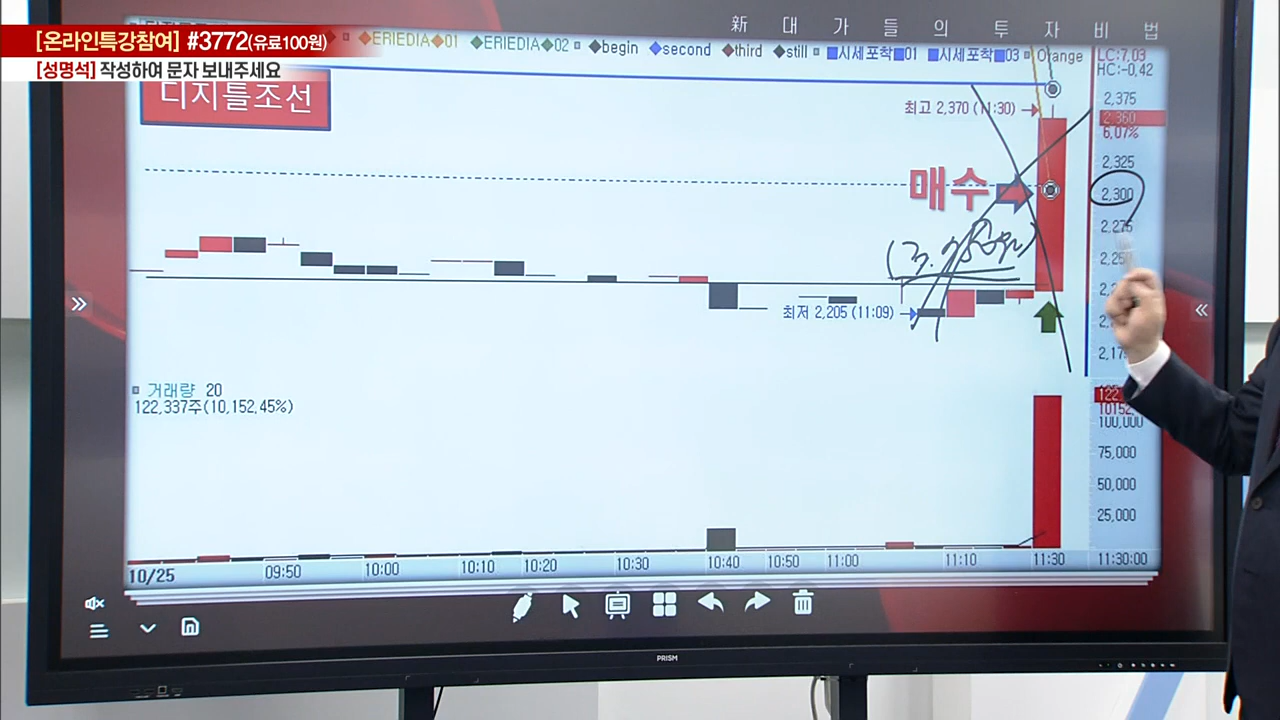 [온라인특강참여] #3772(유료100원)
[성명석] 작성하여 문자 보내주세요
新 대 가 들 의 투 자 비 법
ERIEDIA◆01 ◆ERIEDIA◆02 ◆begin ◆second ◆third ◆still ■시세포착■01 ■시세포착■03 Orange
LC:7,03
HC:-0,42
디지틀조선
최고 2,370 (11:30)
2,375
2,360
6,07%
2,325
매수
2,300
2,275
최저 2,205 (11:09)
거래량 20
122,337주(10,152,45%)
100,000
75,000
50,000
25,000
10/25 09:50 10:00 10:10 10:20 10:30 10:40 10:50 11:00 11:10 11:30 11:30:00
PRISM